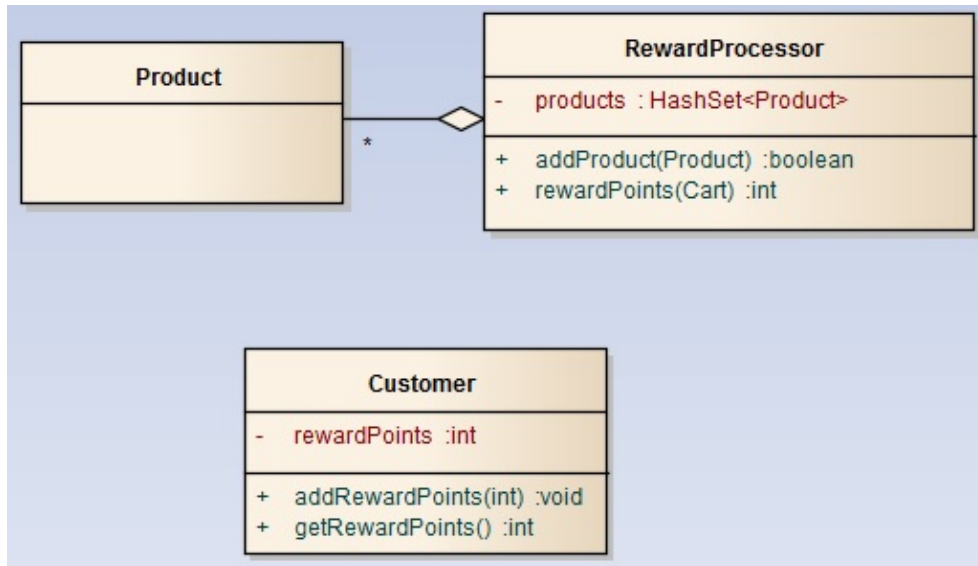 Product
*
RewardProcessor
- products : HashSet<Product>
+ addProduct(Product) :boolean
+ rewardPoints(Cart) :int
Customer
- rewardPoints :int
+ addRewardPoints(int) :void
+ getRewardPoints() :int